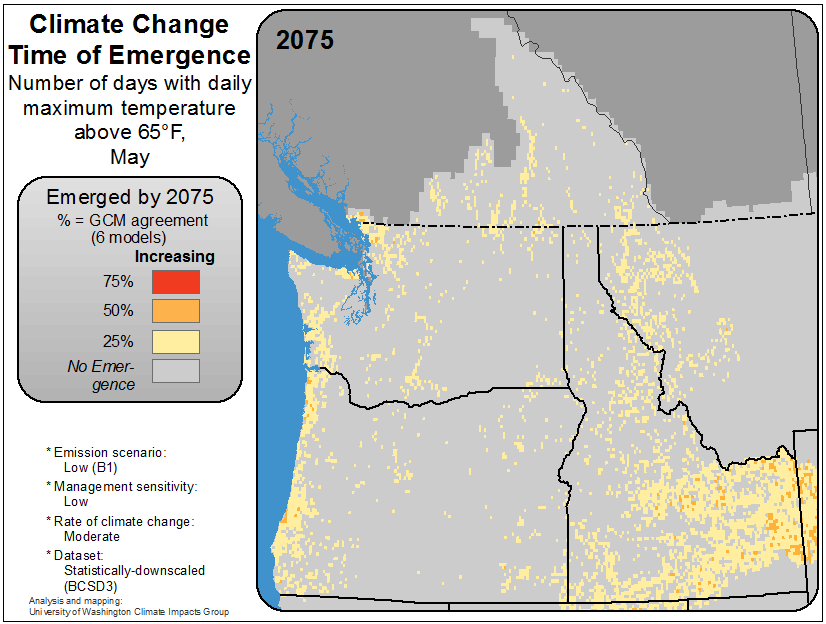 Climate Change
Time of Emergence
Number of days with daily
maximum temperature
above 65°F,
May
2075
Emerged by 2075
% = GCM agreement
(6 models)
Increasing
75%
50%
25%
No Emer-
gence
* Emission scenario:
Low (B1)
* Management sensitivity:
Low
* Rate of climate change:
Moderate
* Dataset:
Statistically-downscaled
(BCSD3)
Analysis and mapping:
University of Washington Climate Impacts Group